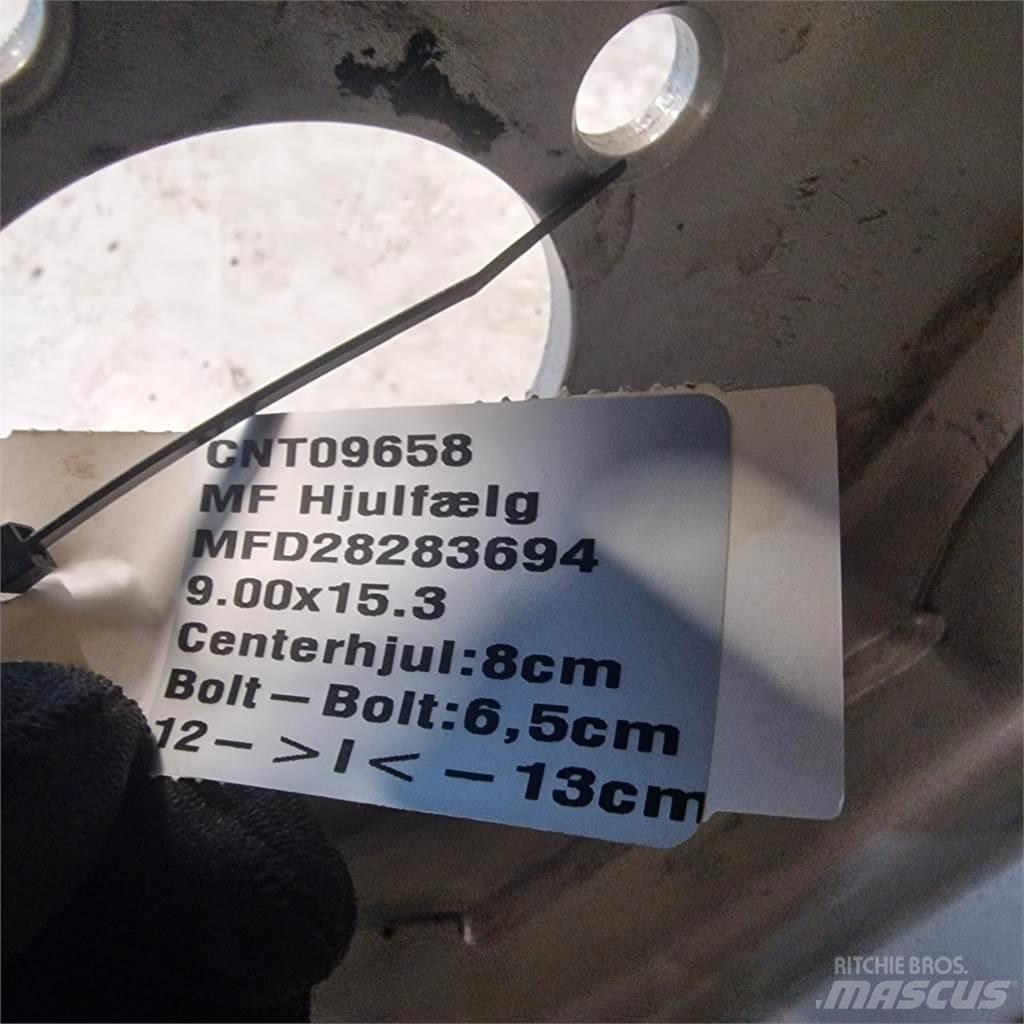 CNT09658
MF Hjulfælg
MFD28283694
9.00x15.3
Centerhjul:8cm
Bolt-Bolt:6,5cm
12->I<-13cm
RITCHIE BROS.
MASCUS